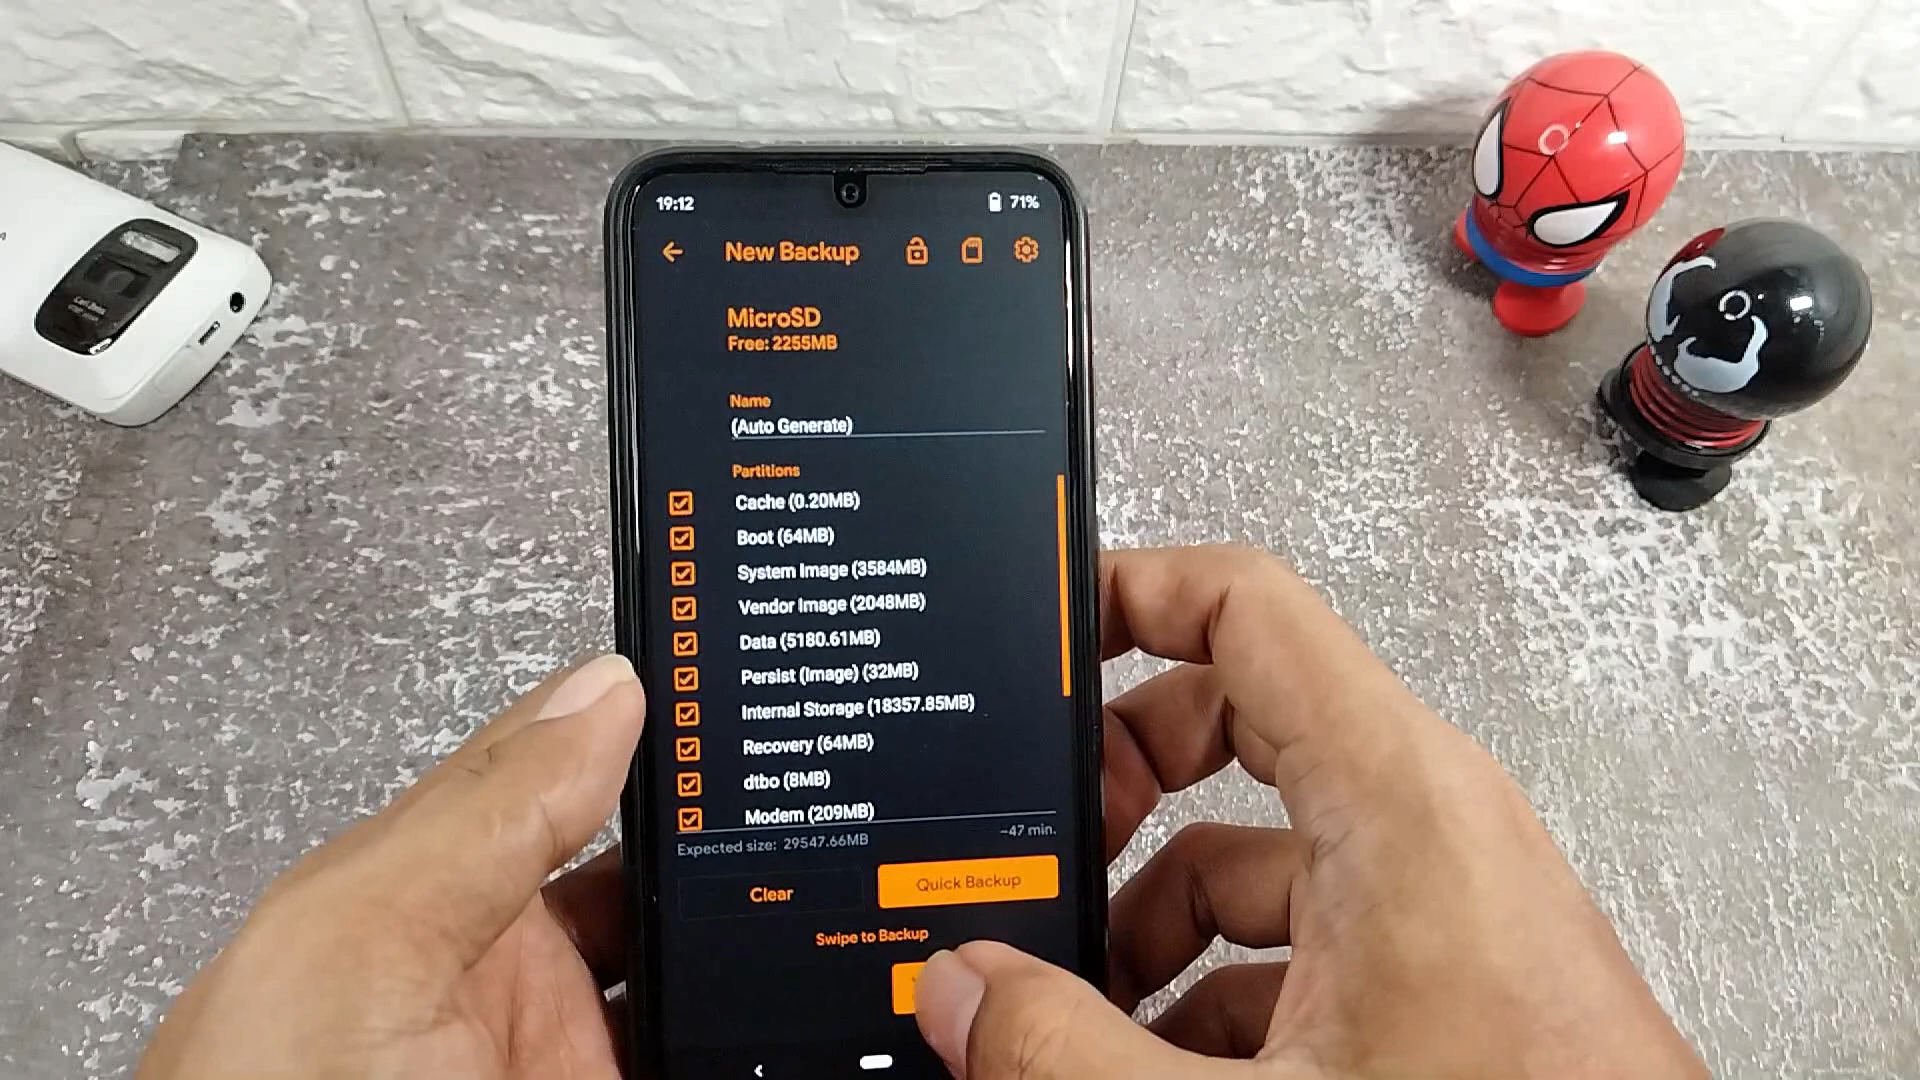 19:12
71%
New Backup
MicroSD
Free: 2255MB
Name
(Auto Generate)
Partitions
Cache (0.20MB)
Boot (64MB)
System Image (3584MB)
Vendor Image (2048MB)
Data (5180.61MB)
Persist (Image) (32MB)
Internal Storage (18357.85MB)
Recovery (64MB)
dtbo (8MB)
Modem (209MB)
Expected size: 29547.66MB
~47 min.
Clear
Quick Backup
Swipe to Backup